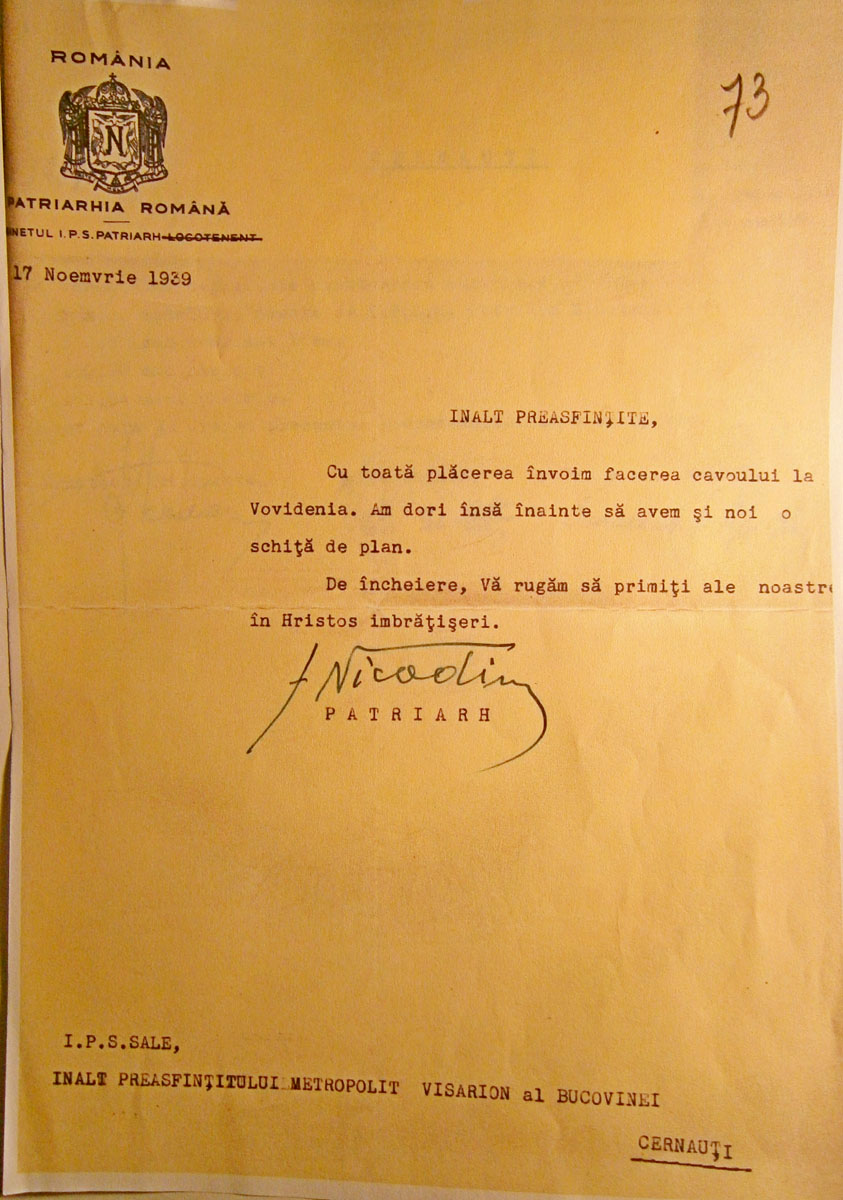 ROMÂNIA
N
73
PATRIARHIA ROMÂNĂ
INETUL I.P.S. PATRIARH LOCOTENENT
17 Noemvrie 1939
INALT PREASFINŢITE,
Cu toată plăcerea învoim facerea cavoului la
Vovidenia. Am dori însă înainte să avem şi noi o
schiţă de plan.
De încheiere, Vă rugăm să primiţi ale noastre
în Hristos imbrăţişeri.
† Nicodim
PATRIARH
I.P.S.SALE,
INALT PREASFINŢITULUI METROPOLIT VISARION al BUCOVINEI
CERNAUŢI